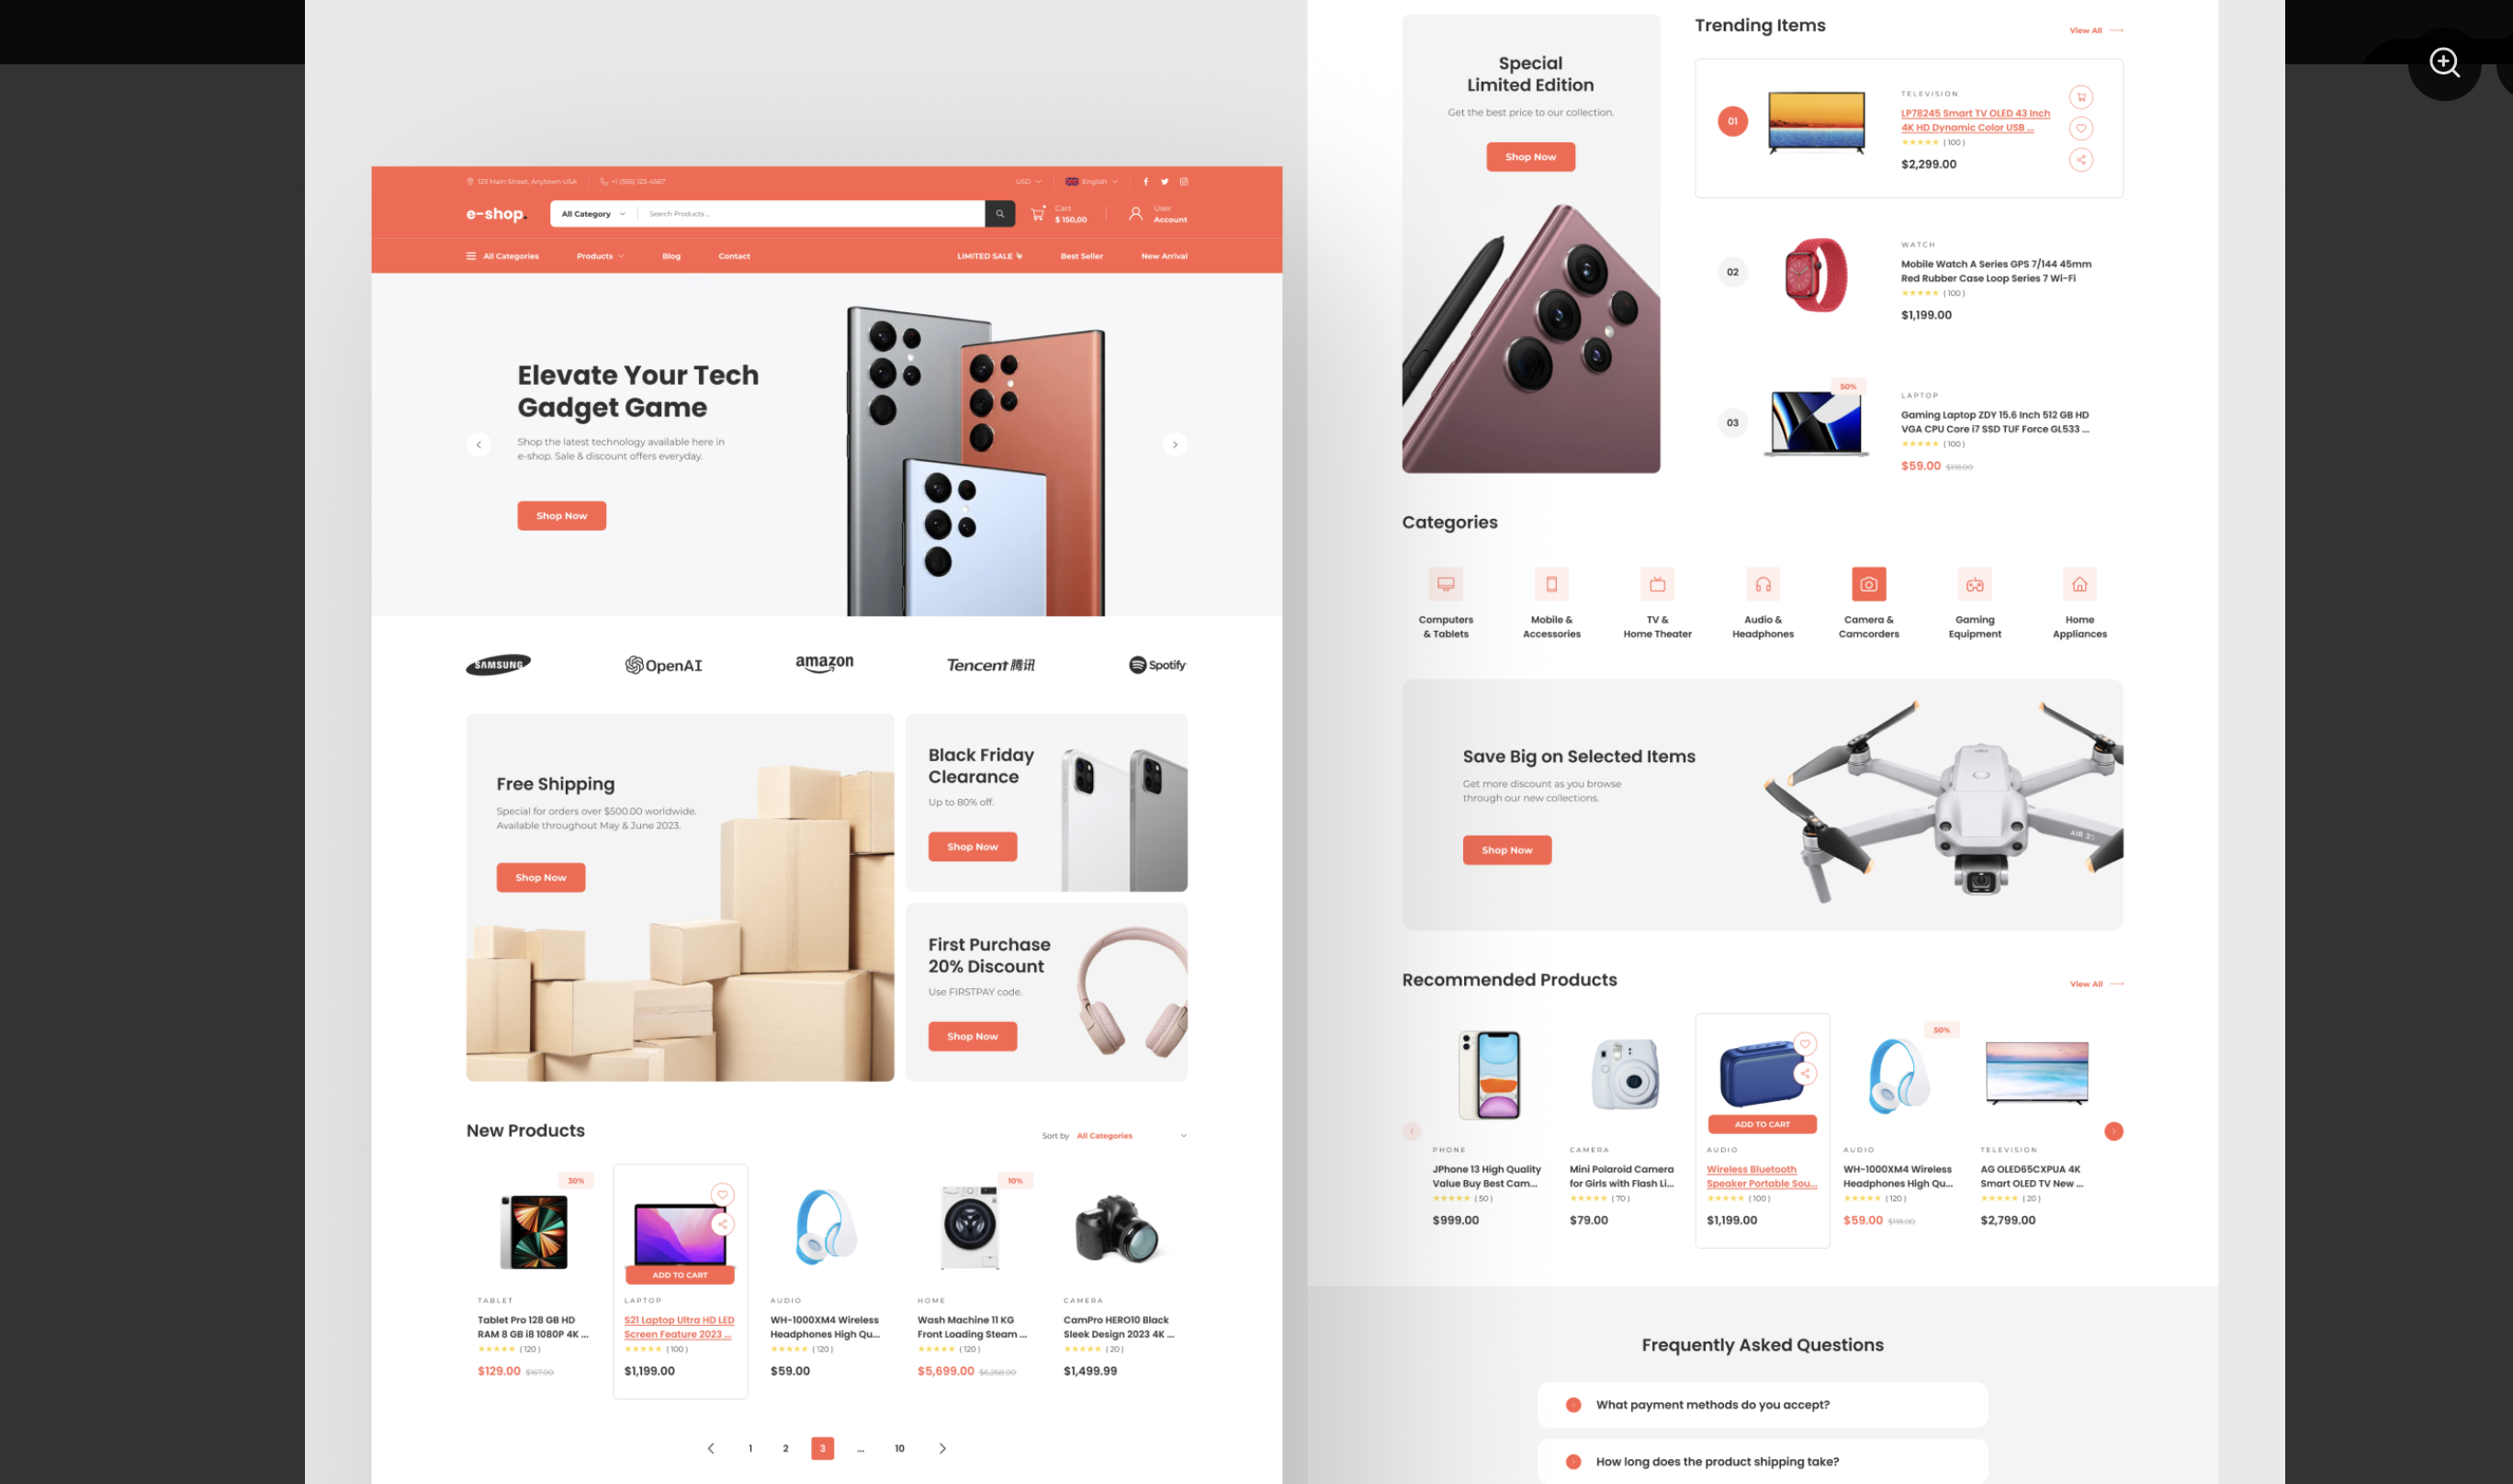 123 Main Street, Anytown USA
+1 (555) 123-4567
USD
English
e-shop.
All Category
Search Products ...
Cart
$ 150,00
User
Account
All Categories
Products
Blog
Contact
LIMITED SALE
Best Seller
New Arrival
Elevate Your Tech
Gadget Game
Shop the latest technology available here in
e-shop. Sale & discount offers everyday.
Shop Now
SAMSUNG
OpenAI
amazon
Tencent 腾讯
Spotify
Free Shipping
Special for orders over $500.00 worldwide.
Available throughout May & June 2023.
Shop Now
Black Friday
Clearance
Up to 80% off.
Shop Now
First Purchase
20% Discount
Use FIRSTPAY code.
Shop Now
New Products
Sort by All Categories
30%
TABLET
Tablet Pro 128 GB HD
RAM 8 GB i8 1080P 4K ...
(120)
$129.00 $167.00
ADD TO CART
LAPTOP
S21 Laptop Ultra HD LED
Screen Feature 2023 ...
(100)
$1,199.00
AUDIO
WH-1000XM4 Wireless
Headphones High Qu...
(120)
$59.00
10%
HOME
Wash Machine 11 KG
Front Loading Steam ...
(120)
$5,699.00 $6,268.00
CAMERA
CamPro HERO10 Black
Sleek Design 2023 4K ...
(20)
$1,499.99
1 2 3 ... 10
Special
Limited Edition
Get the best price to our collection.
Shop Now
Trending Items
View All
01
TELEVISION
LP78245 Smart TV OLED 43 Inch
4K HD Dynamic Color USB ...
(100)
$2,299.00
02
WATCH
Mobile Watch A Series GPS 7/144 45mm
Red Rubber Case Loop Series 7 Wi-Fi
(100)
$1,199.00
03
50%
LAPTOP
Gaming Laptop ZDY 15.6 Inch 512 GB HD
VGA CPU Core i7 SSD TUF Force GL533 ...
(100)
$59.00 $118.00
Categories
Computers
& Tablets
Mobile &
Accessories
TV &
Home Theater
Audio &
Headphones
Camera &
Camcorders
Gaming
Equipment
Home
Appliances
Save Big on Selected Items
Get more discount as you browse
through our new collections.
Shop Now
AIR 2S
Recommended Products
View All
PHONE
JPhone 13 High Quality
Value Buy Best Cam...
(50)
$999.00
CAMERA
Mini Polaroid Camera
for Girls with Flash Li...
(70)
$79.00
ADD TO CART
AUDIO
Wireless Bluetooth
Speaker Portable Sou...
(100)
$1,199.00
50%
AUDIO
WH-1000XM4 Wireless
Headphones High Qu...
(120)
$59.00 $118.00
TELEVISION
AG OLED65CXPUA 4K
Smart OLED TV New ...
(20)
$2,799.00
Frequently Asked Questions
What payment methods do you accept?
How long does the product shipping take?